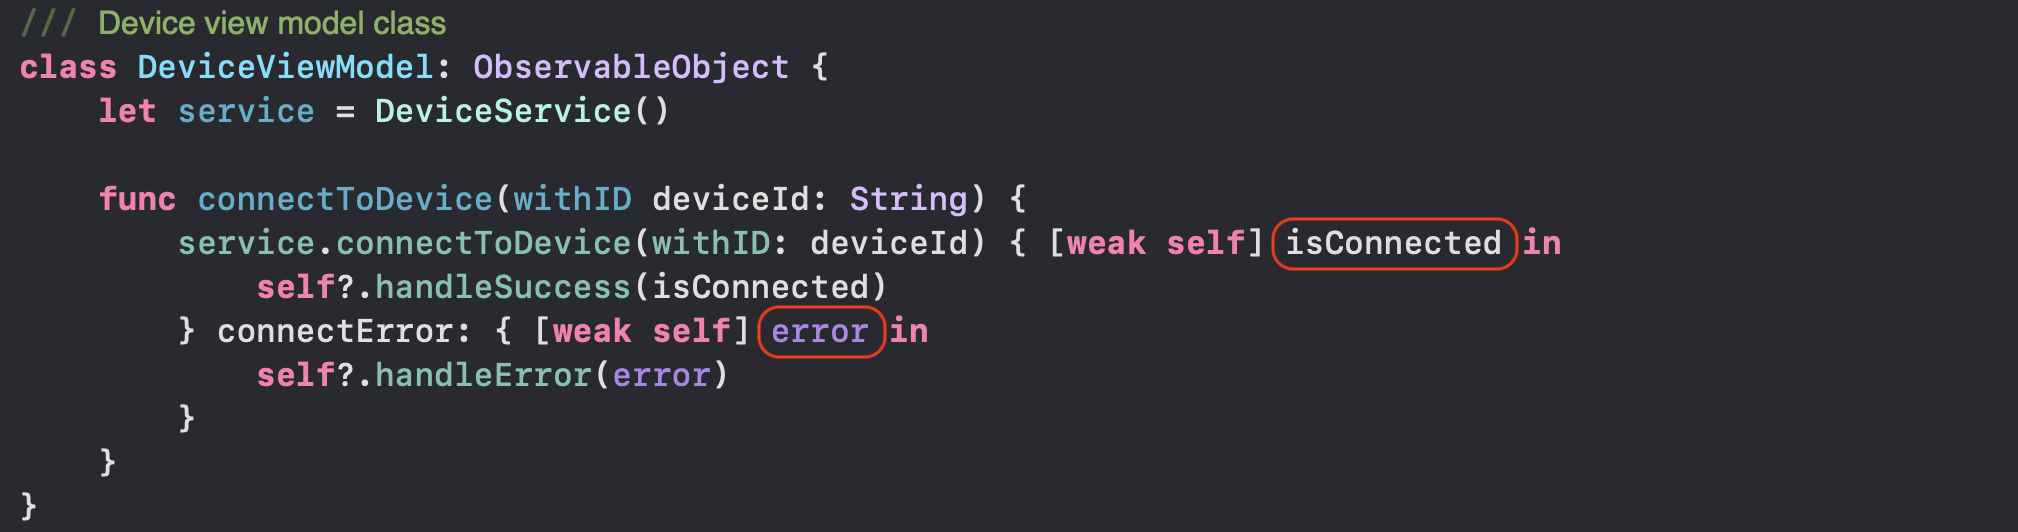 /// Device view model class
class DeviceViewModel: ObservableObject {
    let service = DeviceService()

    func connectToDevice(withID deviceId: String) {
        service.connectToDevice(withID: deviceId) { [weak self] isConnected in
            self?.handleSuccess(isConnected)
        } connectError: { [weak self] error in
            self?.handleError(error)
        }
    }
}